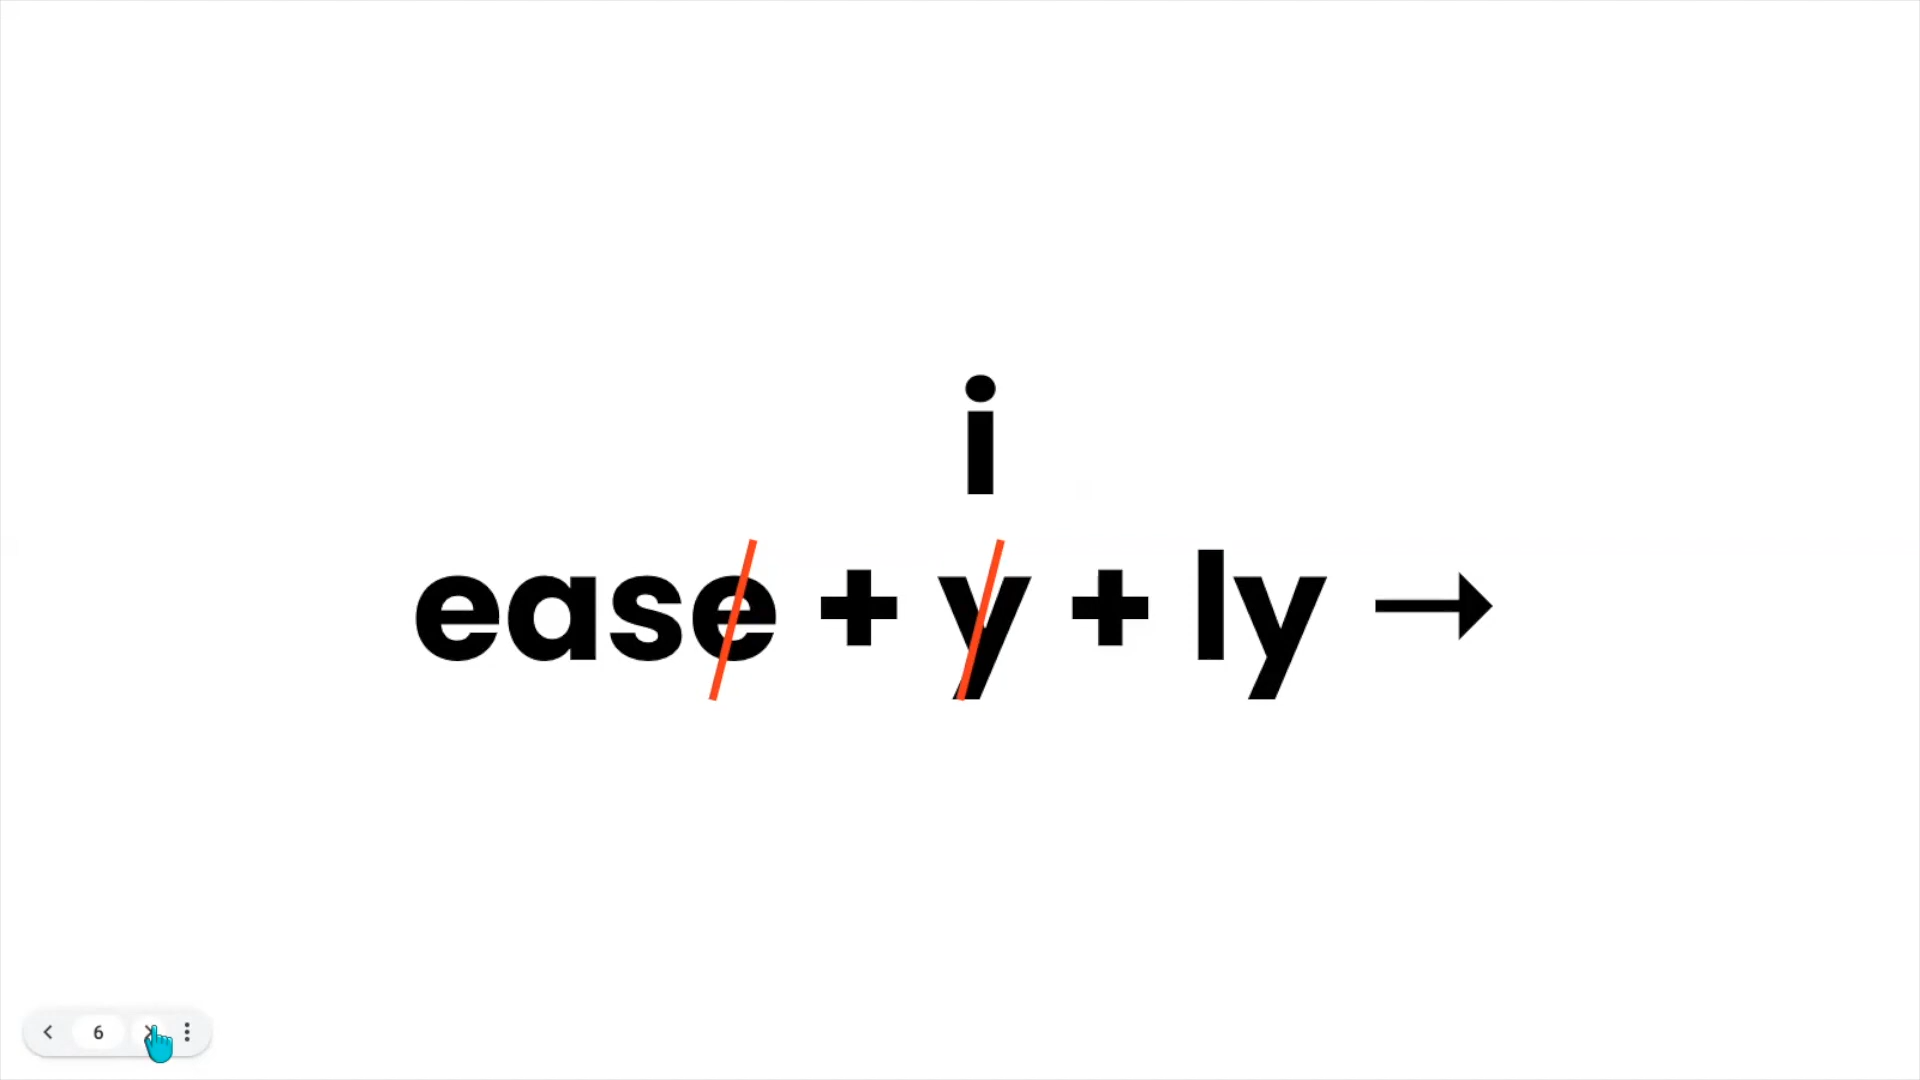 i
ease + y + ly →
6